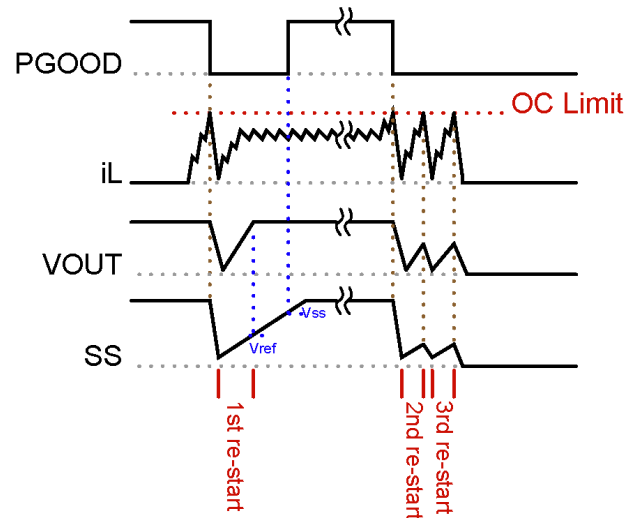 PGOOD
OC Limit
iL
VOUT
Vss
Vref
SS
1st re-start
2nd re-start
3rd re-start